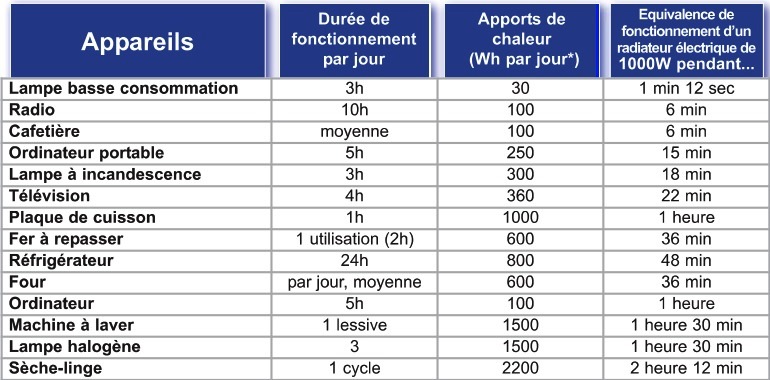 Appareils
Durée de
fonctionnement
par jour
Apports de
chaleur
(Wh par jour*)
Equivalence de
fonctionnement d'un
radiateur électrique de
1000W pendant...
Lampe basse consommation 3h 30 1 min 12 sec
Radio 10h 100 6 min
Cafetière moyenne 100 6 min
Ordinateur portable 5h 250 15 min
Lampe à incandescence 3h 300 18 min
Télévision 4h 360 22 min
Plaque de cuisson 1h 1000 1 heure
Fer à repasser 1 utilisation (2h) 600 36 min
Réfrigérateur 24h 800 48 min
Four par jour, moyenne 600 36 min
Ordinateur 5h 100 1 heure
Machine à laver 1 lessive 1500 1 heure 30 min
Lampe halogène 3 1500 1 heure 30 min
Sèche-linge 1 cycle 2200 2 heure 12 min